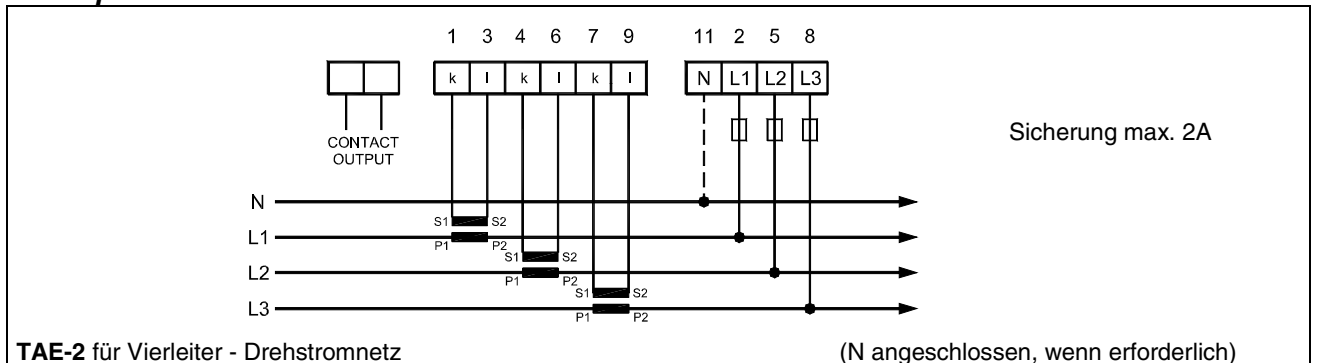 1 3 4 6 7 9 11 2 5 8
k l k l k l N L1 L2 L3
Sicherung max. 2A
CONTACT
OUTPUT
N
S1 S2
L1
P1 P2
S1 S2
L2
P1 P2
S1 S2
L3
P1 P2
TAE-2 für Vierleiter - Drehstromnetz (N angeschlossen, wenn erforderlich)